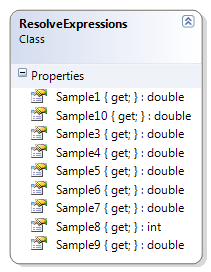 ResolveExpressions
Class
Properties
Sample1 { get; } : double
Sample10 { get; } : double
Sample3 { get; } : double
Sample4 { get; } : double
Sample5 { get; } : double
Sample6 { get; } : double
Sample7 { get; } : double
Sample8 { get; } : int
Sample9 { get; } : double